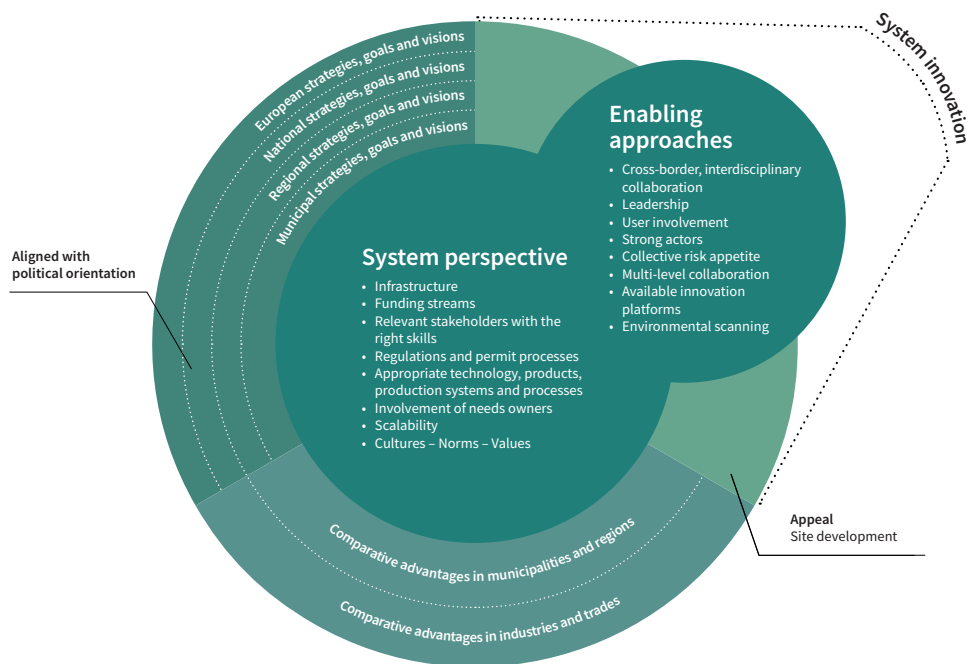 System innovation
European strategies, goals and visions
National strategies, goals and visions
Regional strategies, goals and visions
Municipal strategies, goals and visions
Enabling
approaches
• Cross-border, interdisciplinary
collaboration
• Leadership
• User involvement
• Strong actors
• Collective risk appetite
• Multi-level collaboration
• Available innovation
platforms
• Environmental scanning
Aligned with
political orientation
System perspective
• Infrastructure
• Funding streams
• Relevant stakeholders with the
right skills
• Regulations and permit processes
• Appropriate technology, products,
production systems and processes
• Involvement of needs owners
• Scalability
• Cultures – Norms – Values
Appeal
Site development
Comparative advantages in municipalities and regions
Comparative advantages in industries and trades